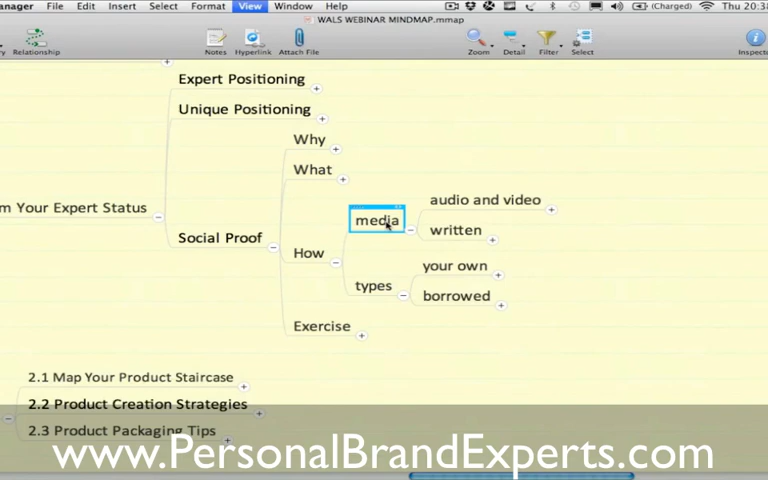 anager File Edit Insert Select Format View Window Help (Charged) Thu 20:3
WALS WEBINAR MINDMAP.mmap
Relationship Notes Hyperlink Attach File Zoom Detail Filter Select Inspecto
Expert Positioning
Unique Positioning
Why
What
audio and video
media
written
m Your Expert Status
Social Proof
How
your own
types
borrowed
Exercise
2.1 Map Your Product Staircase
2.2 Product Creation Strategies
2.3 Product Packaging Tips
www.PersonalBrandExperts.com